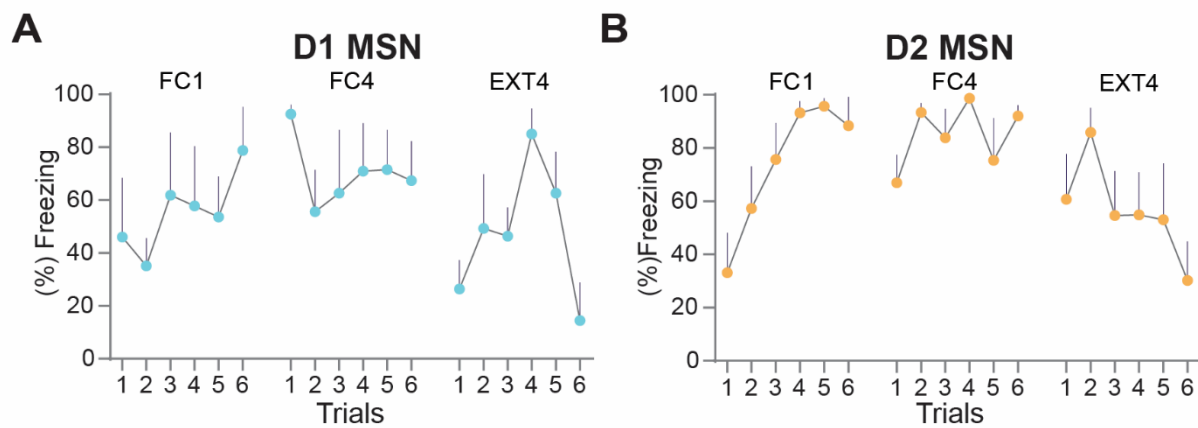 A
D1 MSN
FC1 FC4 EXT4
(%) Freezing
100
80
60
40
20
0
1 2 3 4 5 6 1 2 3 4 5 6 1 2 3 4 5 6
Trials
B
D2 MSN
FC1 FC4 EXT4
(%)Freezing
100
80
60
40
20
0
1 2 3 4 5 6 1 2 3 4 5 6 1 2 3 4 5 6
Trials